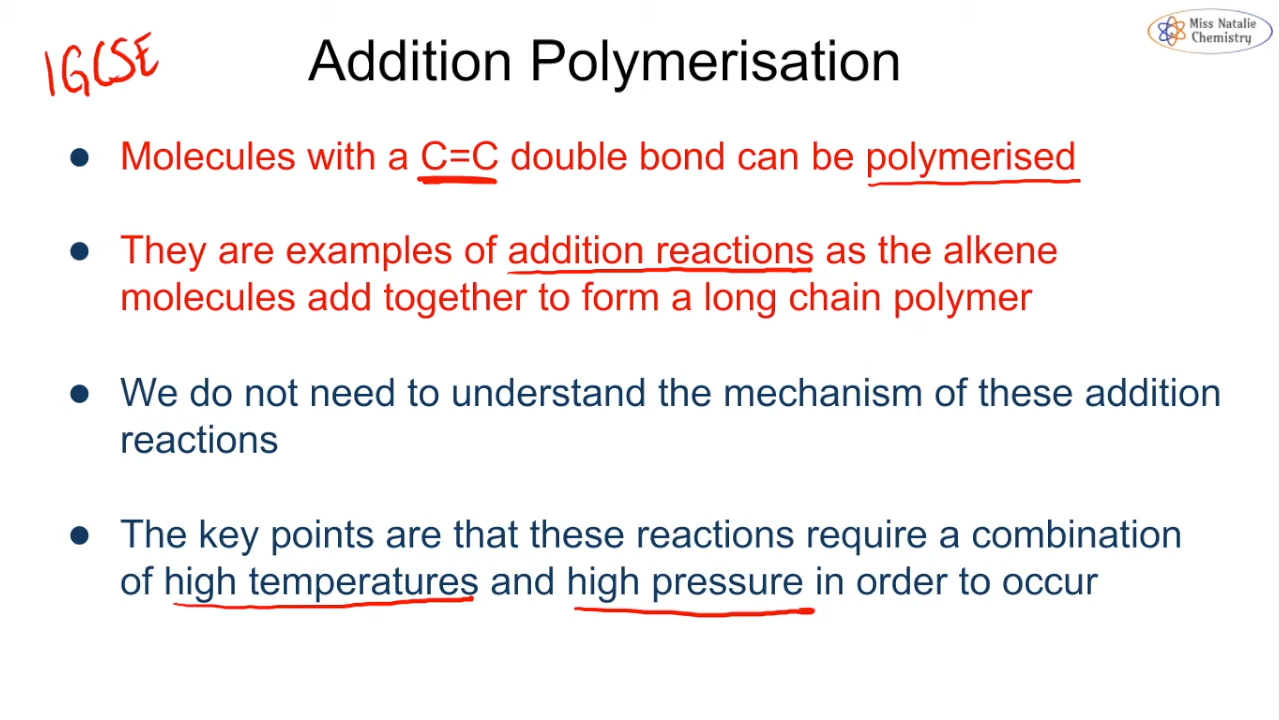 IGCSE
Addition Polymerisation
Miss Natalie
Chemistry
● Molecules with a C=C double bond can be polymerised
● They are examples of addition reactions as the alkene
molecules add together to form a long chain polymer
● We do not need to understand the mechanism of these addition
reactions
● The key points are that these reactions require a combination
of high temperatures and high pressure in order to occur